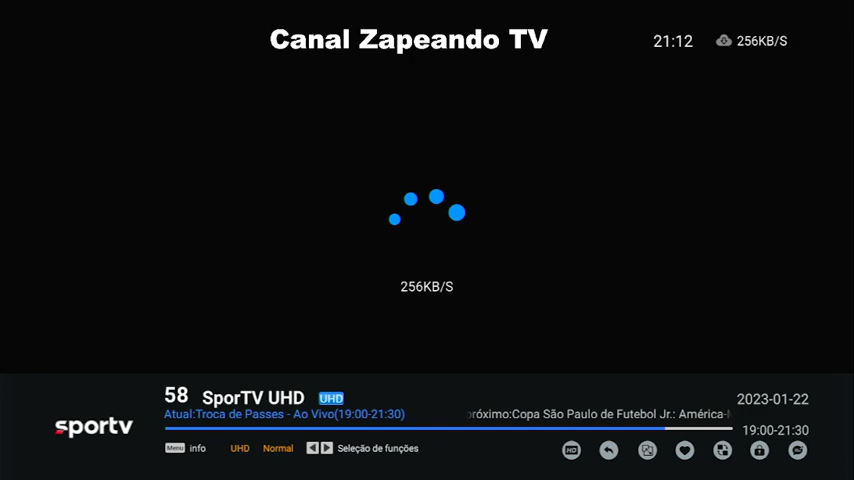 Canal Zapeando TV
21:12
256KB/S
256KB/S
58 SporTV UHD UHD
2023-01-22
Atual:Troca de Passes - Ao Vivo(19:00-21:30)
próximo:Copa São Paulo de Futebol Jr.: América-
sportv
19:00-21:30
Menu info UHD Normal Seleção de funções
HD